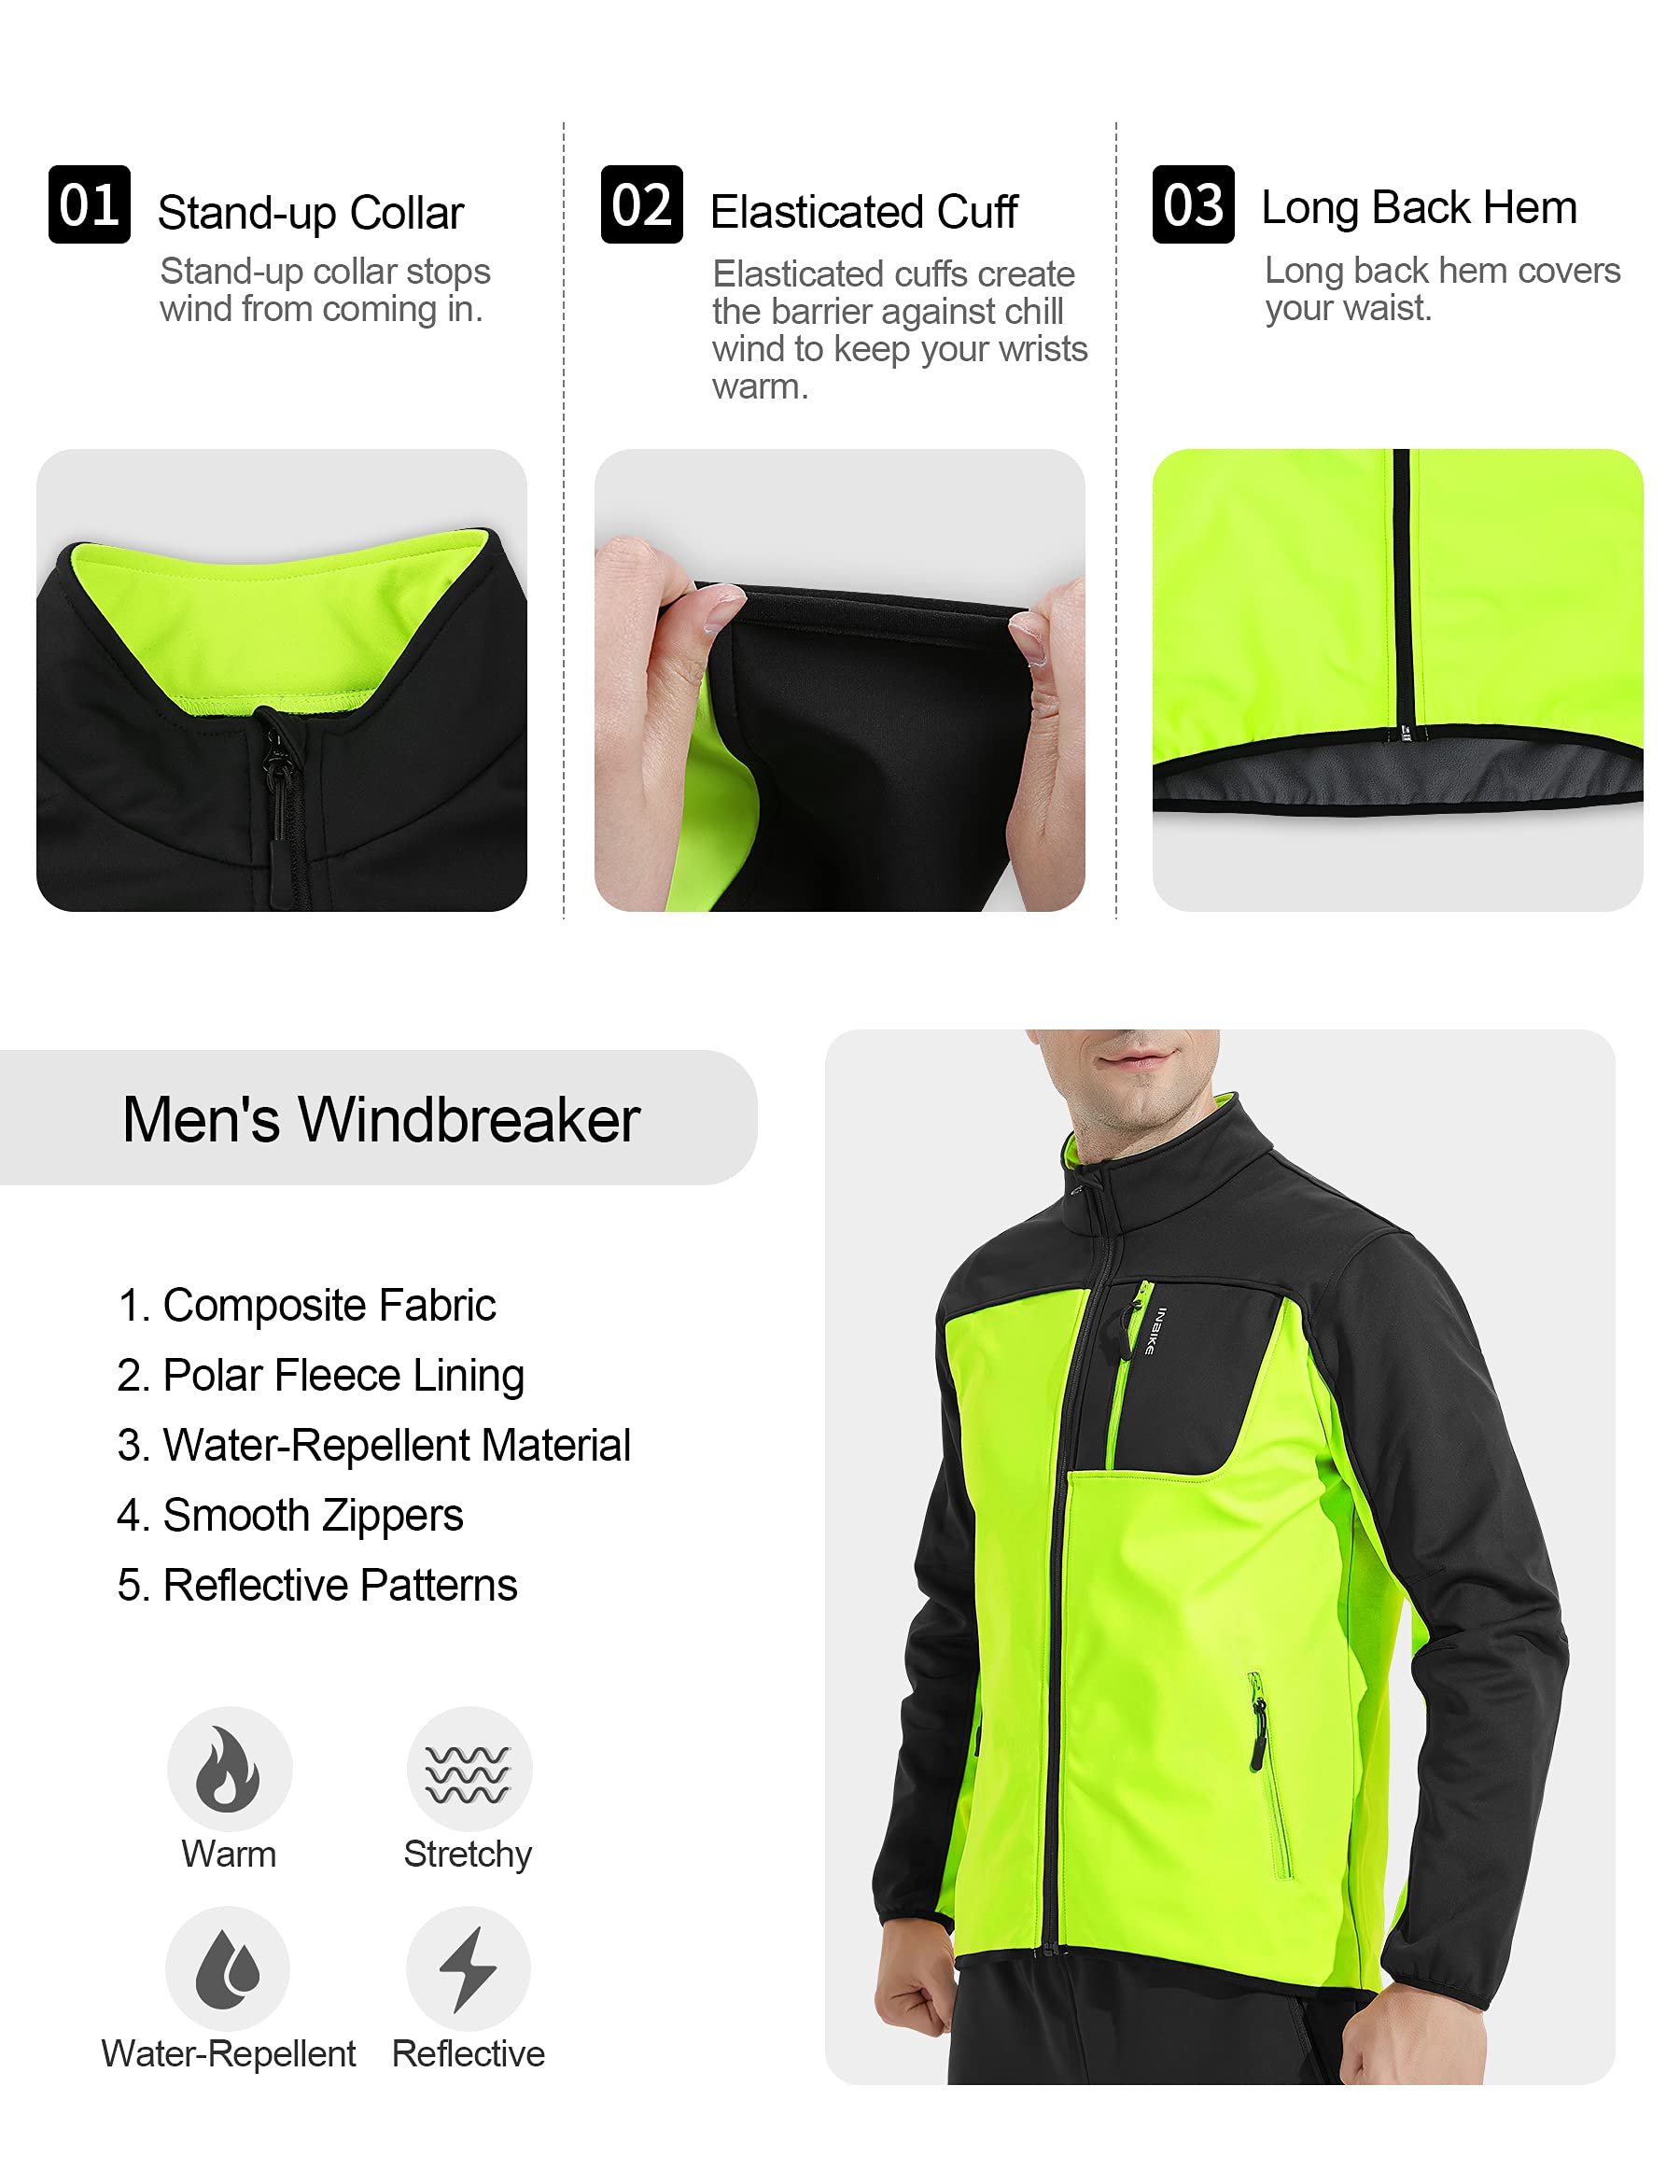 01 Stand-up Collar
Stand-up collar stops
wind from coming in.
02 Elasticated Cuff
Elasticated cuffs create
the barrier against chill
wind to keep your wrists
warm.
03 Long Back Hem
Long back hem covers
your waist.
Men's Windbreaker
1. Composite Fabric
2. Polar Fleece Lining
3. Water-Repellent Material
4. Smooth Zippers
5. Reflective Patterns
Warm
Stretchy
Water-Repellent
Reflective
INBIKE